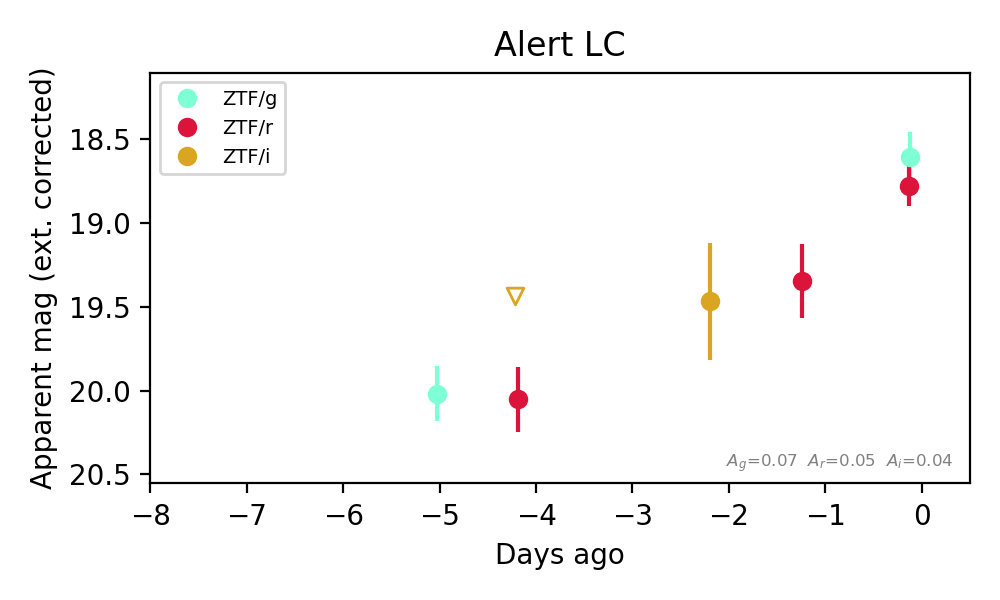 Alert LC
ZTF/g
ZTF/r
ZTF/i
Apparent mag (ext. corrected)
18.5
19.0
19.5
20.0
20.5
A_g=0.07 A_r=0.05 A_i=0.04
−8 −7 −6 −5 −4 −3 −2 −1 0
Days ago